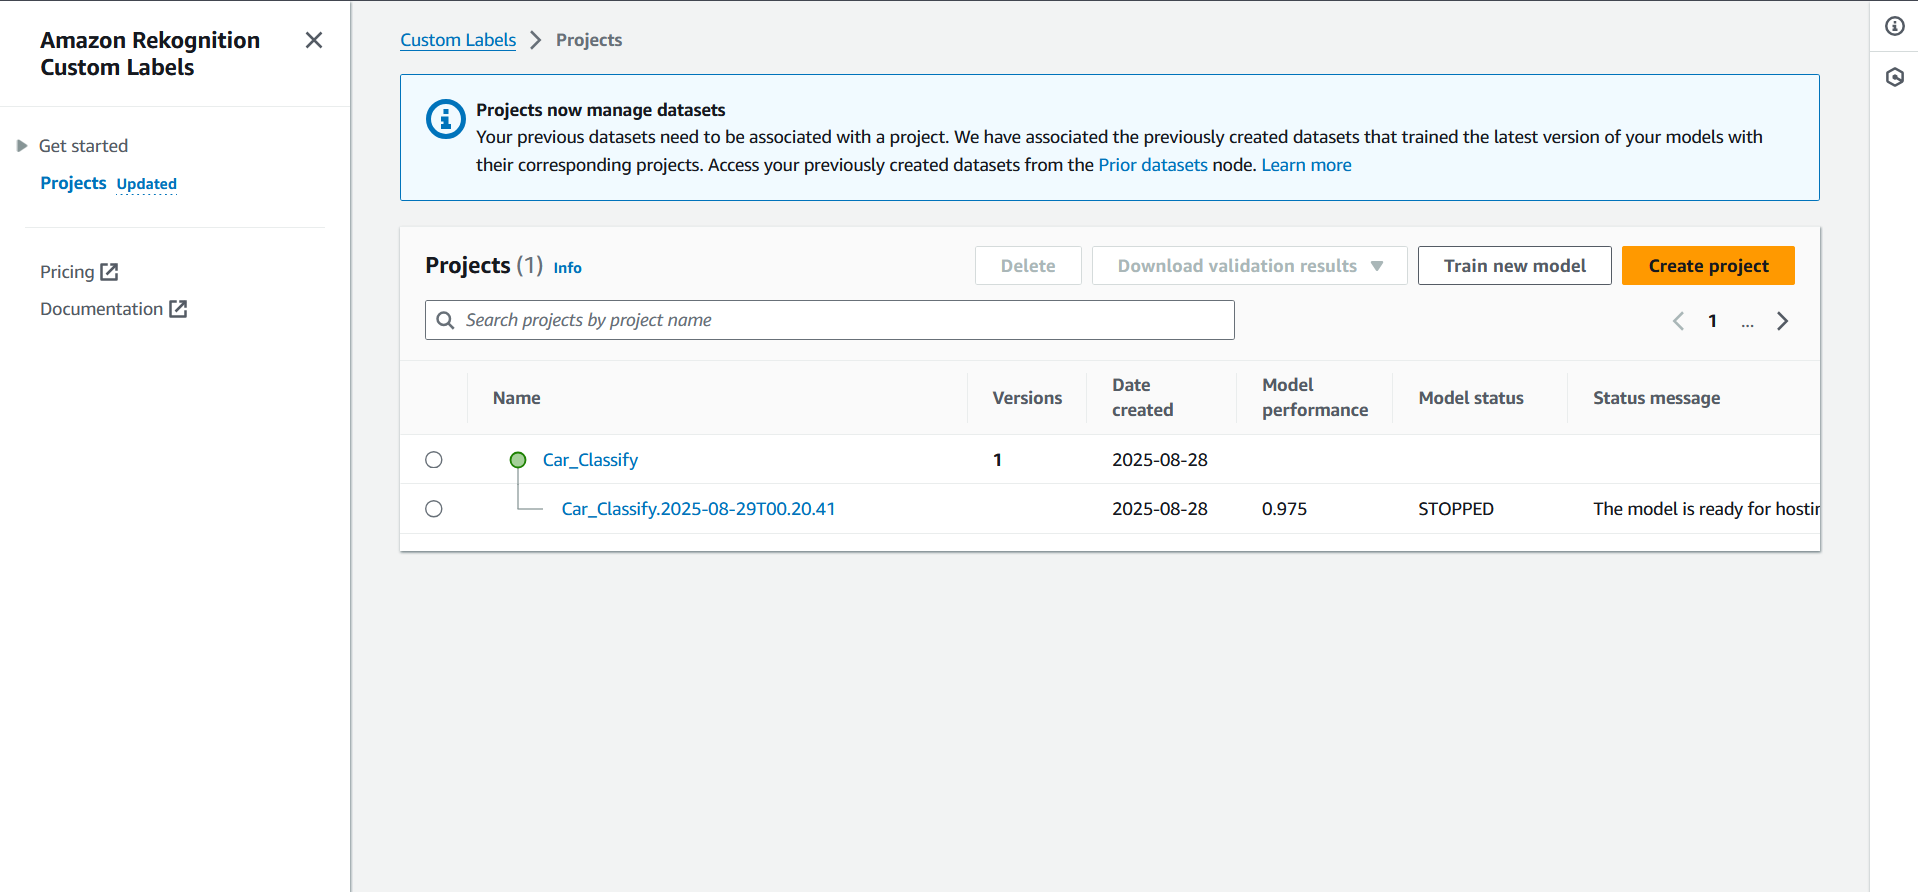 Amazon Rekognition
Custom Labels
Get started
Projects Updated
Pricing
Documentation
Custom Labels Projects
Projects now manage datasets
Your previous datasets need to be associated with a project. We have associated the previously created datasets that trained the latest version of your models with
their corresponding projects. Access your previously created datasets from the Prior datasets node. Learn more
Projects (1) Info
Delete
Download validation results
Train new model
Create project
Search projects by project name
1 ...
Name Versions Date created Model performance Model status Status message
Car_Classify 1 2025-08-28
Car_Classify.2025-08-29T00.20.41 2025-08-28 0.975 STOPPED The model is ready for hostin